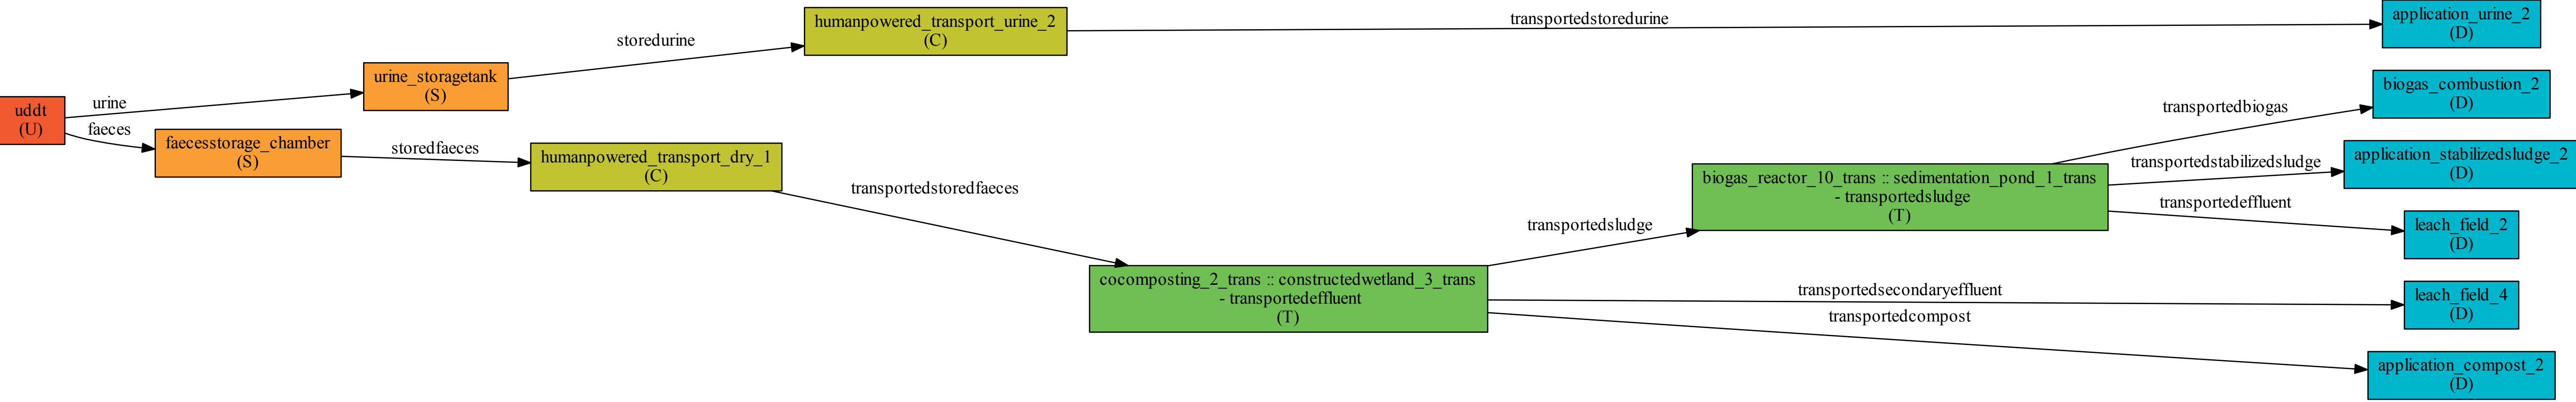 uddt
(U)
urine
faeces
urine_storagetank
(S)
faecesstorage_chamber
(S)
storedurine
storedfaeces
humanpowered_transport_urine_2
(C)
humanpowered_transport_dry_1
(C)
transportedstoredurine
transportedstoredfaeces
cocomposting_2_trans :: constructedwetland_3_trans
- transportedeffluent
(T)
transportedsludge
transportedsecondaryeffluent
transportedcompost
biogas_reactor_10_trans :: sedimentation_pond_1_trans
- transportedsludge
(T)
transportedbiogas
transportedstabilizedsludge
transportedeffluent
application_urine_2
(D)
biogas_combustion_2
(D)
application_stabilizedsludge_2
(D)
leach_field_2
(D)
leach_field_4
(D)
application_compost_2
(D)